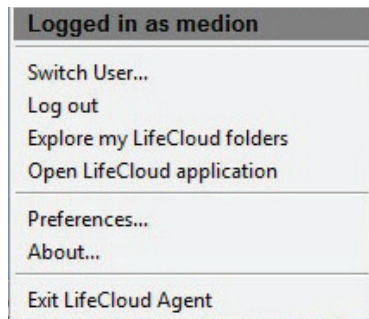 Logged in as medion
Switch User...
Log out
Explore my LifeCloud folders
Open LifeCloud application
Preferences...
About...
Exit LifeCloud Agent